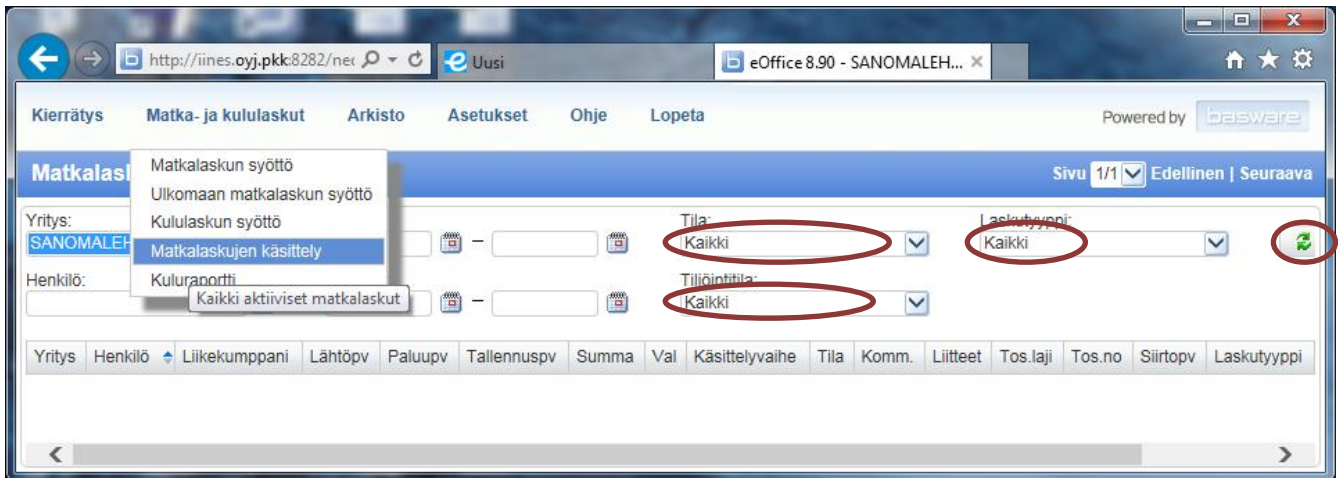 http://iines.oyj.pkk:8282/nec
Uusi
eOffice 8.90 - SANOMALEH...
Kierrätys Matka- ja kululaskut Arkisto Asetukset Ohje Lopeta Powered by basware
Matkalask Sivu 1/1 Edellinen | Seuraava
Matkalaskun syöttö
Ulkomaan matkalaskun syöttö
Kululaskun syöttö
Matkalaskujen käsittely
Kuluraportti
Kaikki aktiiviset matkalaskut
Yritys: Tila: Laskutyyppi:
SANOMALEH – Kaikki Kaikki
Henkilö: Tiliöintitila:
– Kaikki
Yritys Henkilö Liikekumppani Lähtöpv Paluupv Tallennuspv Summa Val Käsittelyvaihe Tila Komm. Liitteet Tos.laji Tos.no Siirtopv Laskutyyppi